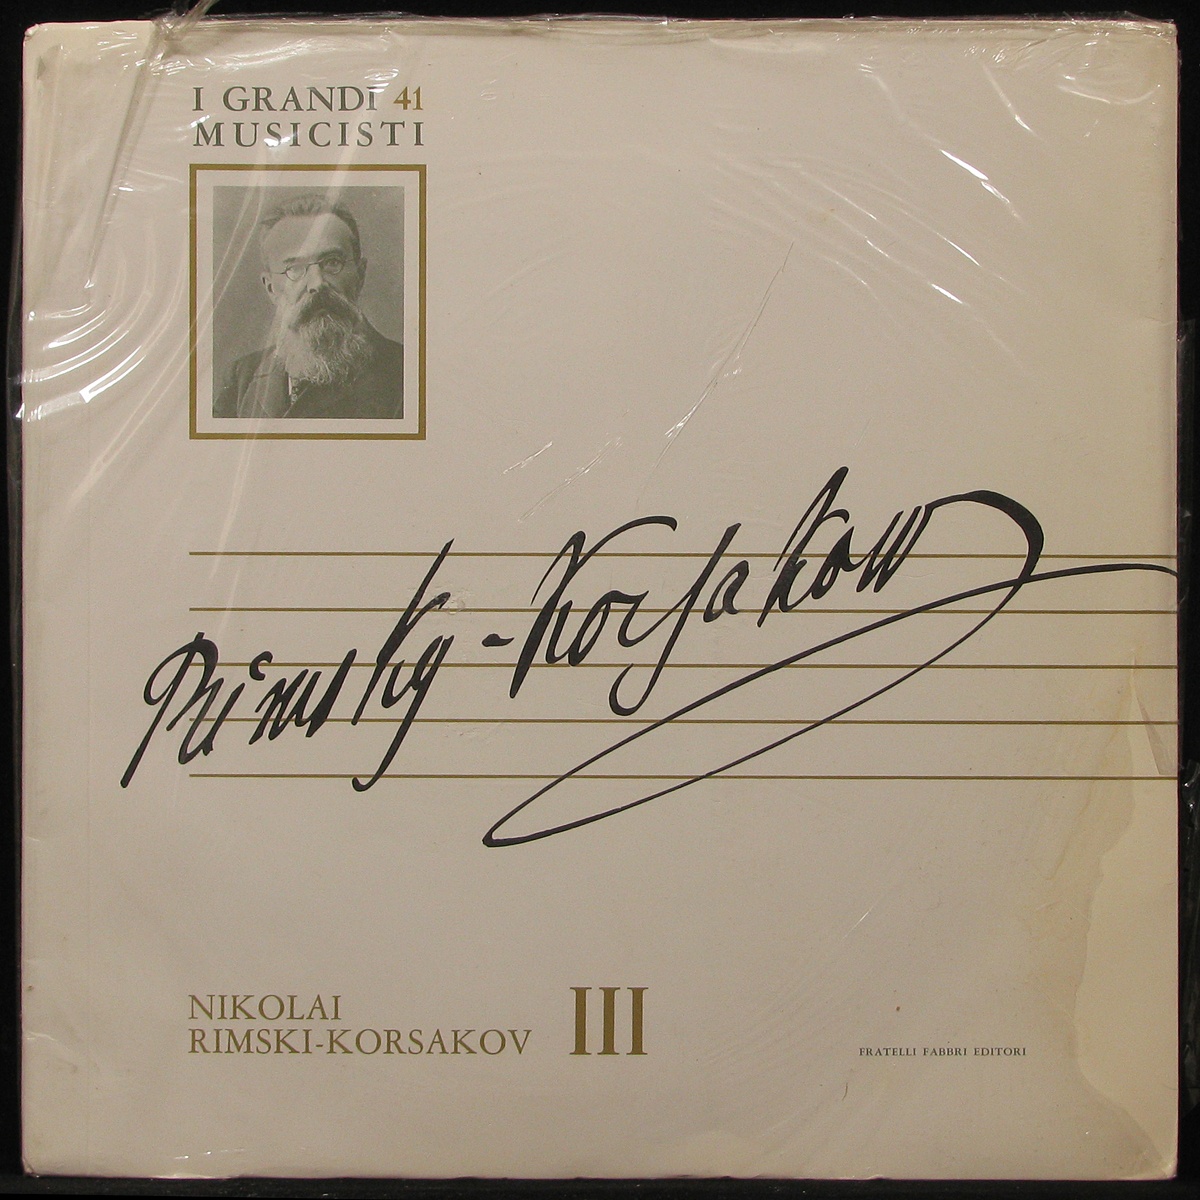 I GRANDI 41
MUSICISTI
Rimsky-Korsakow
NIKOLAI
RIMSKI-KORSAKOV III
FRATELLI FABBRI EDITORI